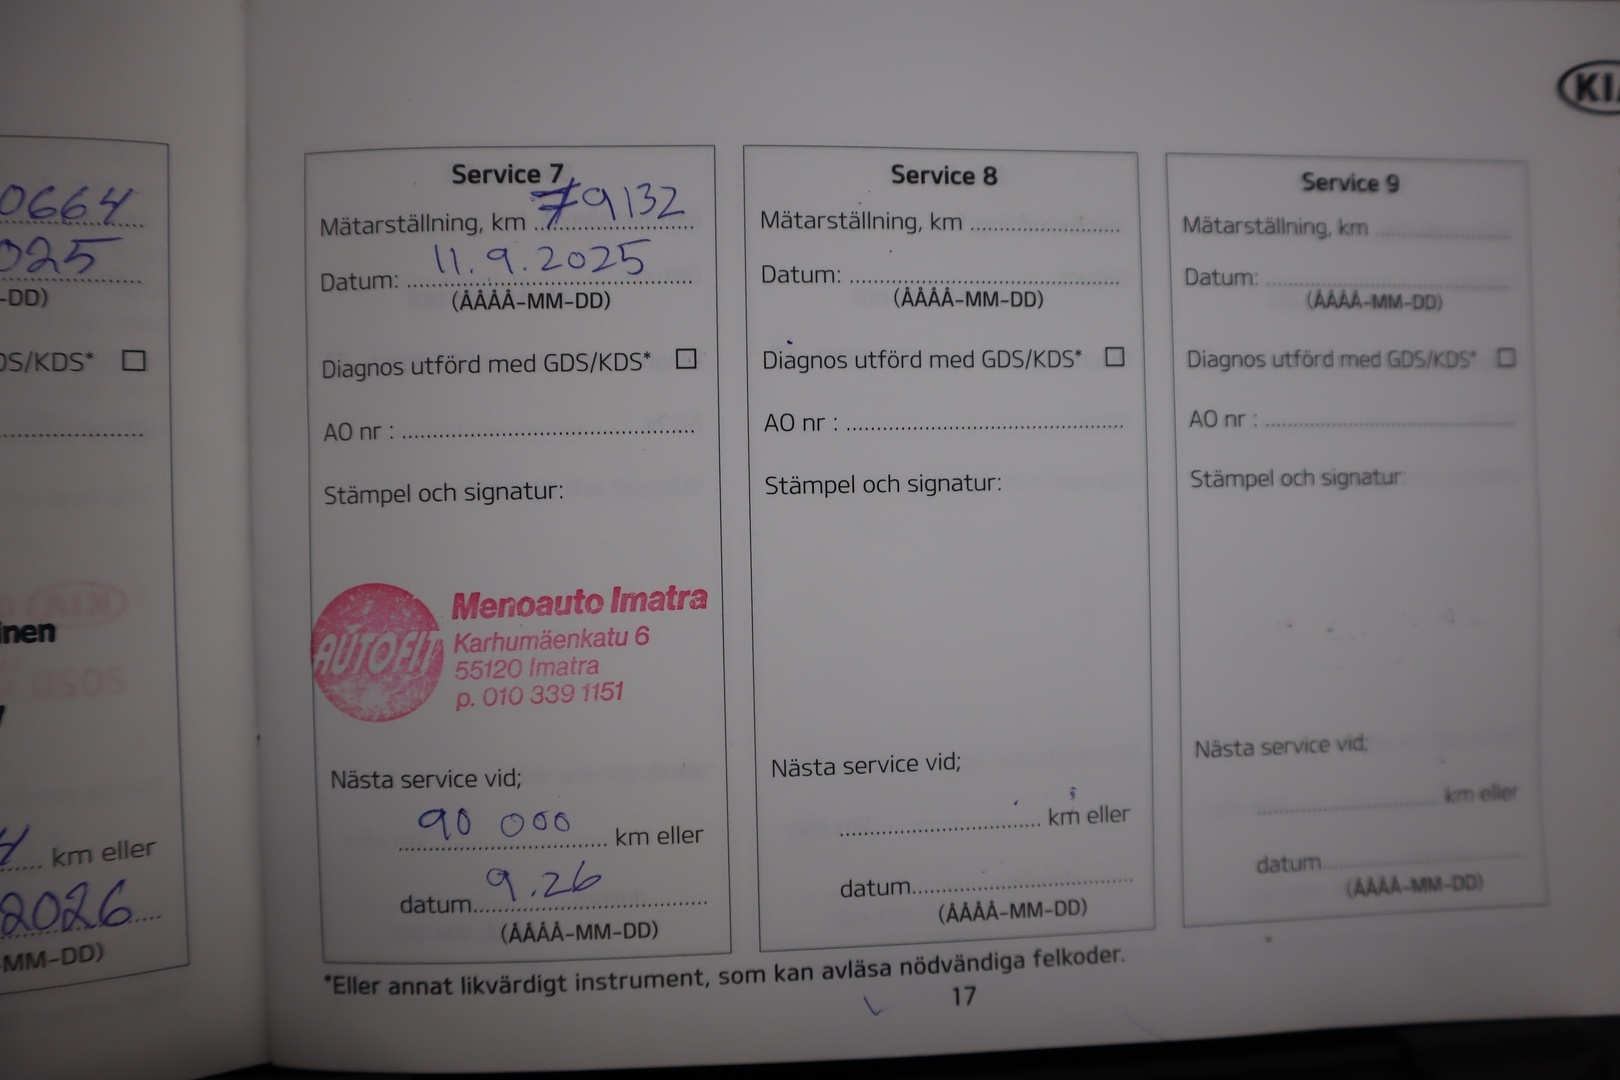 0664
025
-DD)
DS/KDS*
inen
km eller
2026
MM-DD)
KIA
Service 7
Mätarställning, km 79132
Datum: 11.9.2025
(ÅÅÅÅ-MM-DD)
Diagnos utförd med GDS/KDS*
AO nr :
Stämpel och signatur:
AUTOFIT
Menoauto Imatra
Karhumäenkatu 6
55120 Imatra
p. 010 339 1151
Nästa service vid;
90 000 km eller
datum 9.26
(ÅÅÅÅ-MM-DD)
Service 8
Mätarställning, km
Datum:
(ÅÅÅÅ-MM-DD)
Diagnos utförd med GDS/KDS*
AO nr :
Stämpel och signatur:
Nästa service vid;
km eller
datum
(ÅÅÅÅ-MM-DD)
Service 9
Mätarställning, km
Datum:
(ÅÅÅÅ-MM-DD)
Diagnos utförd med GDS/KDS*
AO nr :
Stämpel och signatur:
Nästa service vid;
km eller
datum
(ÅÅÅÅ-MM-DD)
*Eller annat likvärdigt instrument, som kan avläsa nödvändiga felkoder.
17